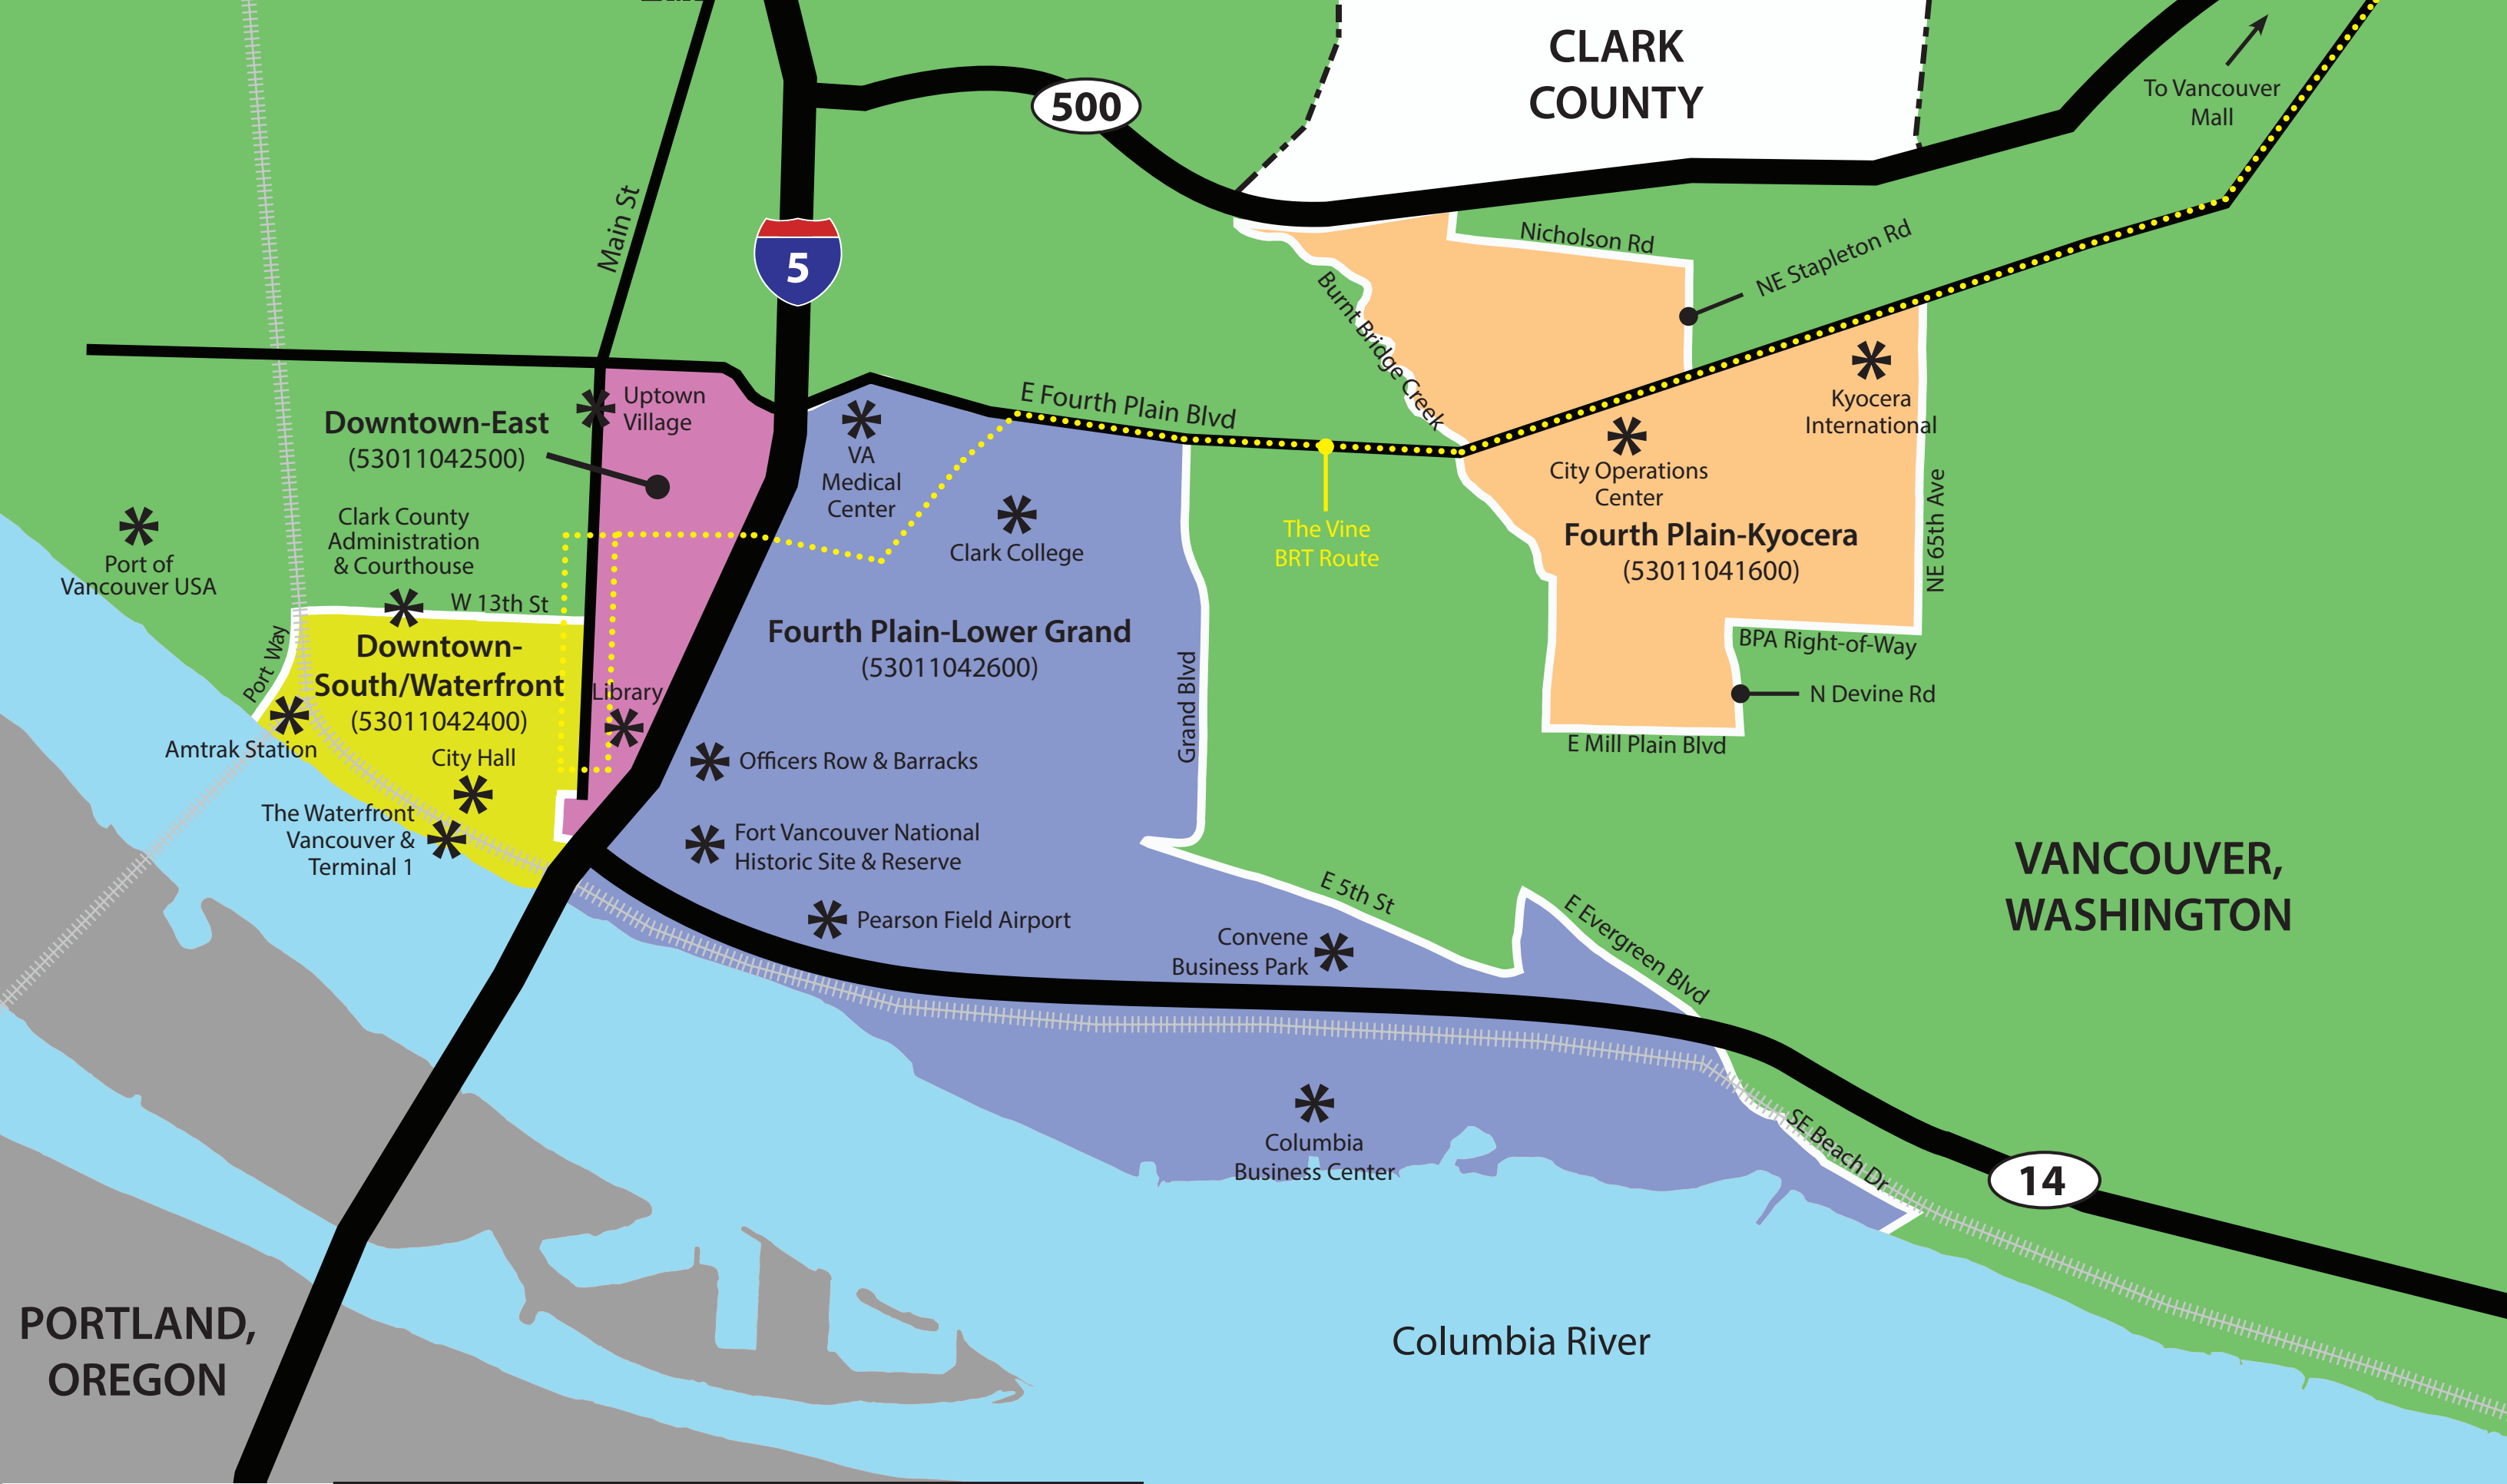 CLARK
COUNTY
500
To Vancouver
Mall
Main St
5
Nicholson Rd
NE Stapleton Rd
Burnt Bridge Creek
E Fourth Plain Blvd
Uptown
Village
Downtown-East
(53011042500)
VA
Medical
Center
Clark College
The Vine
BRT Route
Kyocera
International
City Operations
Center
Fourth Plain-Kyocera
(53011041600)
NE 65th Ave
BPA Right-of-Way
N Devine Rd
E Mill Plain Blvd
Port of
Vancouver USA
Clark County
Administration
& Courthouse
W 13th St
Port Way
Downtown-
South/Waterfront
(53011042400)
Library
Amtrak Station
City Hall
The Waterfront
Vancouver &
Terminal 1
Fourth Plain-Lower Grand
(53011042600)
Grand Blvd
Officers Row & Barracks
Fort Vancouver National
Historic Site & Reserve
Pearson Field Airport
E 5th St
Convene
Business Park
E Evergreen Blvd
VANCOUVER,
WASHINGTON
Columbia
Business Center
SE Beach Dr
14
PORTLAND,
OREGON
Columbia River